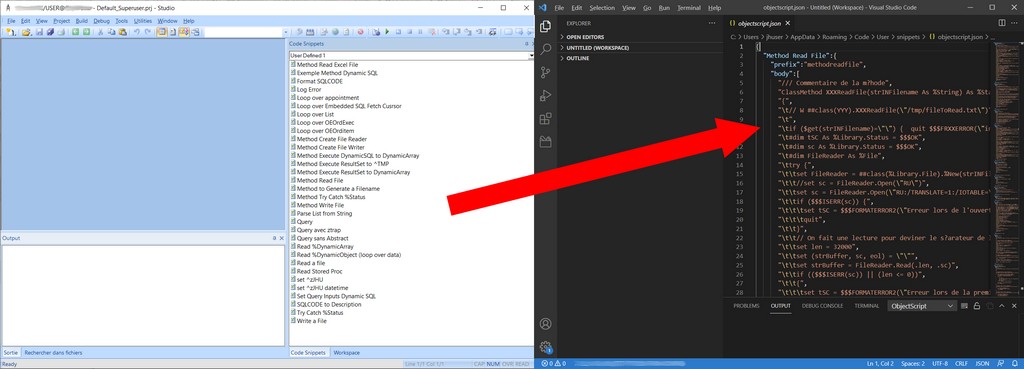 /USER@
- Default_Superuser.prj - Studio
File Edit View Project Build Debug Tools Utilities Window Help
Code Snippets
User Defined 1
Method Read Excel File
Exemple Method Dynamic SQL
Format SQLCODE
Log Error
Loop over appointment
Loop over Embedded SQL Fetch Cursor
Loop over List
Loop over OEOrdExec
Loop over OEOrdItem
Method Create File Reader
Method Create File Writer
Method Execute DynamicSQL to DynamicArray
Method Execute ResultSet to ^TMP
Method Execute ResultSet to DynamicArray
Method Read File
Method to Generate a Filename
Method Try Catch %Status
Method Write File
Parse List from String
Query
Query avec ztrap
Query sans Abstract
Read %DynamicArray
Read %DynamicObject (loop over data)
Read a file
Read Stored Proc
set ^zJHU
set ^zJHU datetime
Set Query Inputs Dynamic SQL
SQLCODE to Description
Try Catch %Status
Write a File
Output
Sortie Rechercher dans fichiers
Code Snippets Workspace
Ready
Line 1/1 Col 1/1 CAP NUM OVR READ
File Edit Selection View Go Run Terminal Help
objectscript.json - Untitled (Workspace) - Visual Studio Code
EXPLORER
OPEN EDITORS
UNTITLED (WORKSPACE)
OUTLINE
objectscript.json
C: > Users > jhuser > AppData > Roaming > Code > User > snippets > objectscript.json > ...
1 {
2 "Method Read File":{
3 "prefix":"methodreadfile",
4 "body":[
5 "/// Commentaire de la m?hode",
6 "ClassMethod XXXReadFile(strINFilename As %String) As %Sta
7 "{",
8 "\t// W ##class(YYY).XXXReadFile(\"/tmp/fileToRead.txt\")
9 "\t",
"\tif ($get(strINFilename)=\"\") { quit $$$FRXXERROR(\"in
11 "\tmdim tSC As %Library.Status = $$$OK",
12 "\tmdim sc As %Library.Status = $$$OK",
13 "\tmdim FileReader As %File",
14 "\ttry {",
15 "\t\tset FileReader = ##class(%Library.File).%New(strINFil
16 "\t\t//set sc = FileReader.Open(\"RU\")",
17 "\t\tset sc = FileReader.Open(\"RU:/TRANSLATE=1:/IOTABLE=
18 "\t\tif ($$$ISERR(sc)) {",
19 "\t\t\tset tSC = $$$FORMATERROR2(\"Erreur lors de l'ouvert
20 "\t\t\tquit",
21 "\t\t}",
22 "\t\t// On fait une lecture pour deviner le s?arateur de
23 "\t\tset len = 32000",
24 "\t\tset (strBuffer, sc, eol) = \"\"",
25 "\t\tset strBuffer = FileReader.Read(.len, .sc)",
26 "\t\tif (($$$ISERR(sc)) || (len <= 0))",
27 "\t\t{",
28 "\t\t\tset tSC = $$$FORMATERROR2(\"Erreur lors de la premi
PROBLEMS OUTPUT DEBUG CONSOLE TERMINAL ObjectScript
0 0
Ln 1, Col 2 Spaces: 2 UTF-8 CRLF JSON